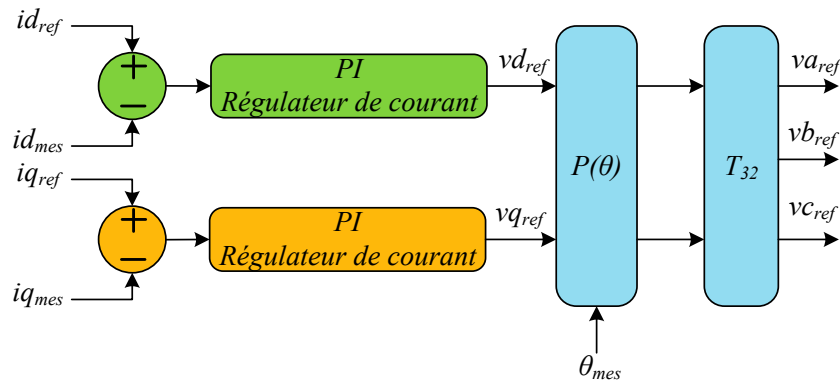 id_ref
+
−
id_mes
PI
Régulateur de courant
vd_ref
iq_ref
+
−
iq_mes
PI
Régulateur de courant
vq_ref
P(θ)
θ_mes
T_32
va_ref
vb_ref
vc_ref